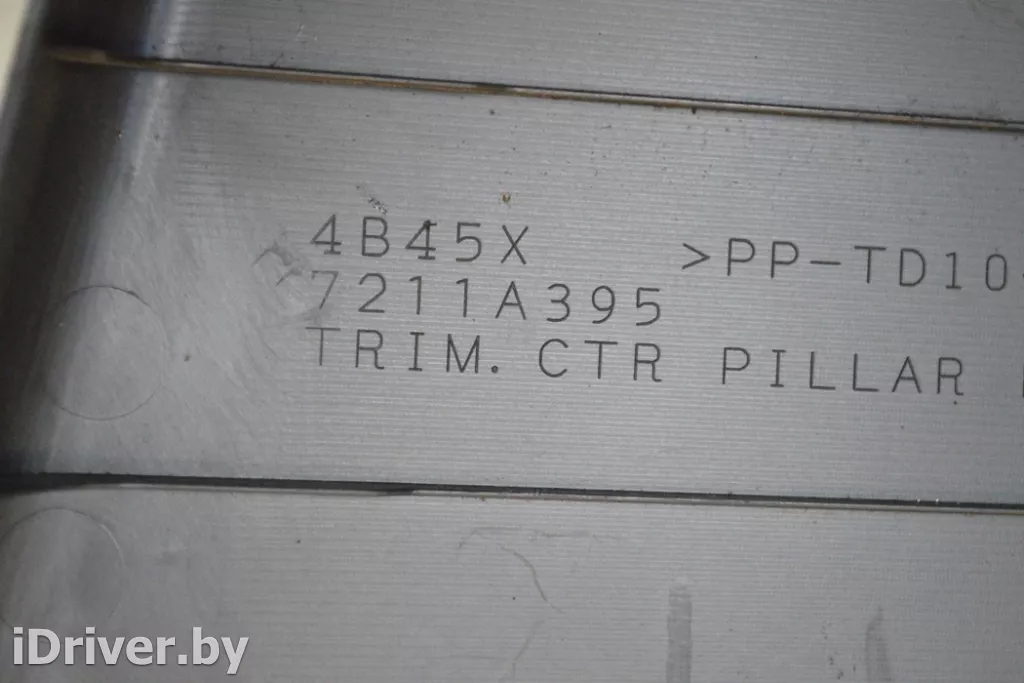 4B45X >PP-TD10
7211A395
TRIM. CTR PILLAR
iDriver.by